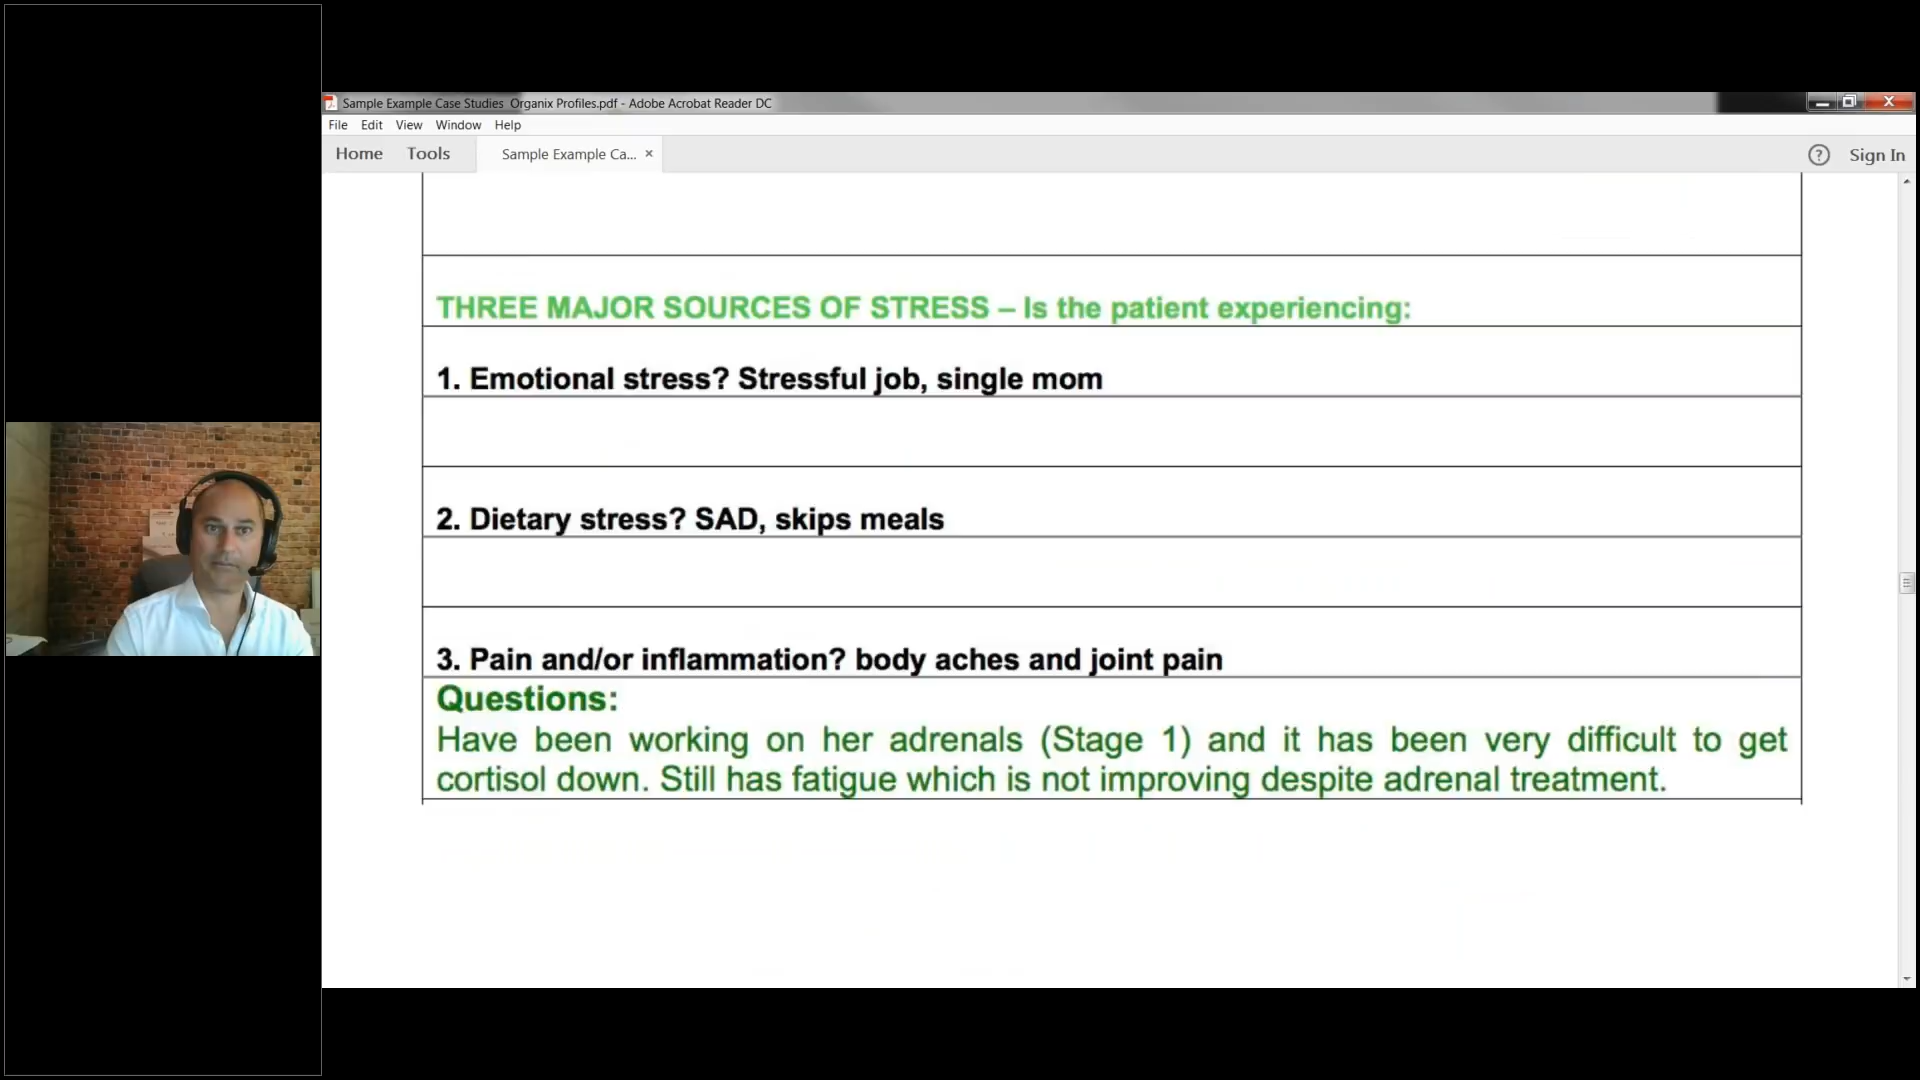 Sample Example Case Studies Organix Profiles.pdf - Adobe Acrobat Reader DC
File Edit View Window Help
Home Tools Sample Example Ca... × ? Sign In
THREE MAJOR SOURCES OF STRESS – Is the patient experiencing:
1. Emotional stress? Stressful job, single mom
2. Dietary stress? SAD, skips meals
3. Pain and/or inflammation? body aches and joint pain
Questions:
Have been working on her adrenals (Stage 1) and it has been very difficult to get
cortisol down. Still has fatigue which is not improving despite adrenal treatment.